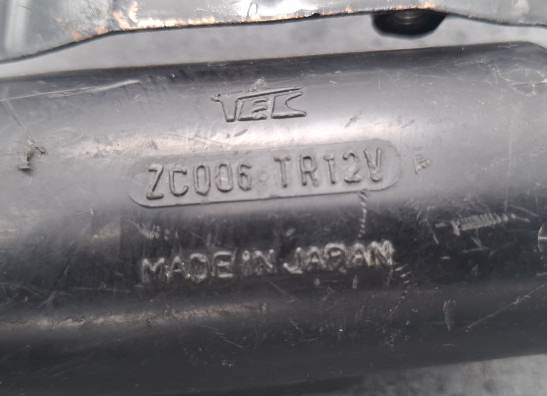 TEC
ZC006 TR12V
MADE IN JAPAN